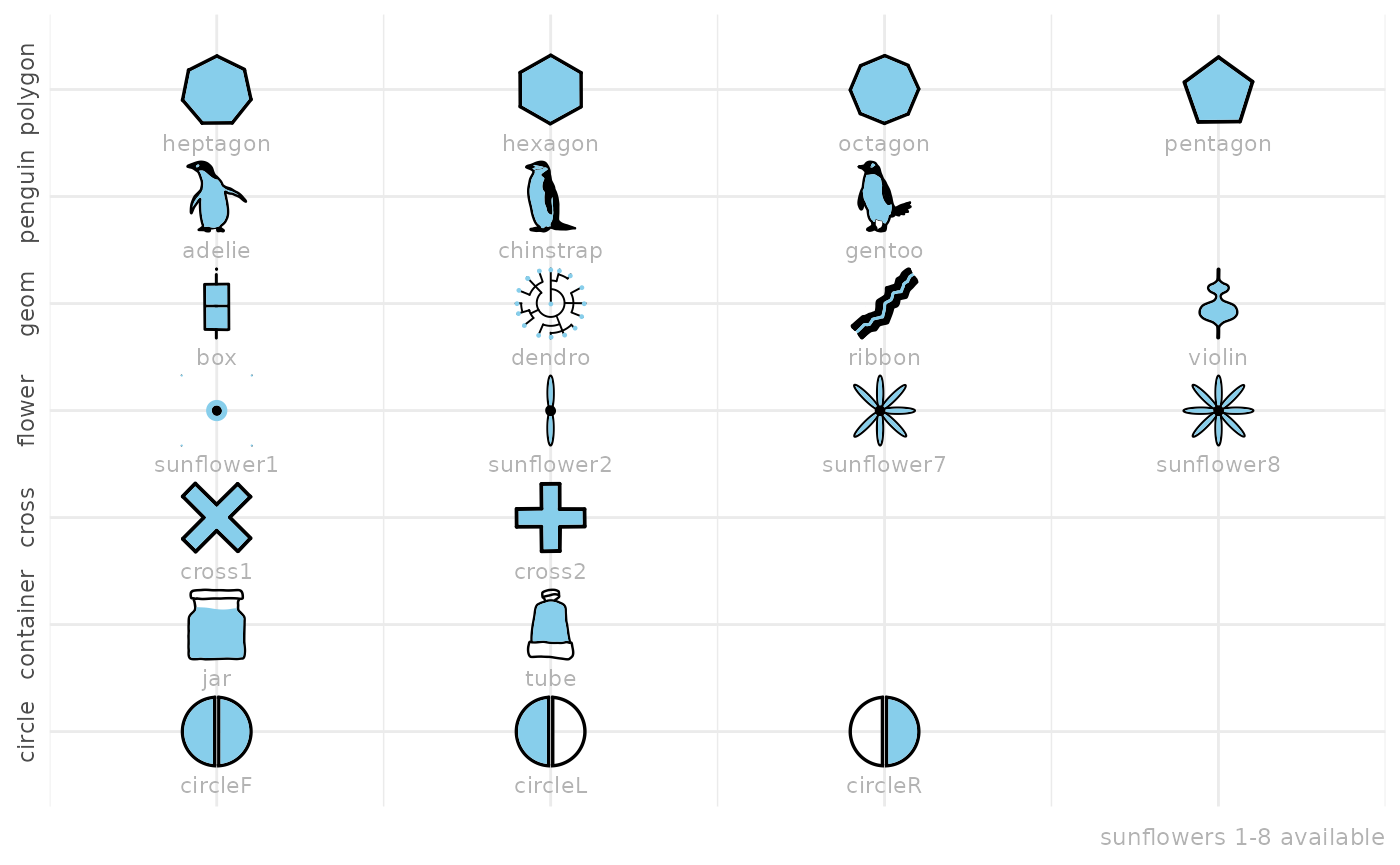 polygon
heptagon hexagon octagon pentagon
penguin
adelie chinstrap gentoo
geom
box dendro ribbon violin
flower
sunflower1 sunflower2 sunflower7 sunflower8
cross
cross1 cross2
container
jar tube
circle
circleF circleL circleR
sunflowers 1-8 available